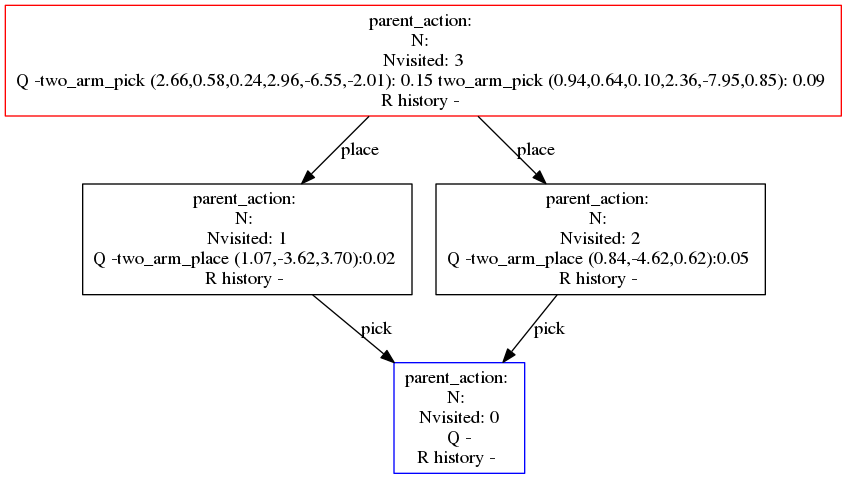 parent_action:
N:
Nvisited: 3
Q -two_arm_pick (2.66,0.58,0.24,2.96,-6.55,-2.01): 0.15 two_arm_pick (0.94,0.64,0.10,2.36,-7.95,0.85): 0.09
R history -
place
place
parent_action:
N:
Nvisited: 1
Q -two_arm_place (1.07,-3.62,3.70):0.02
R history -
parent_action:
N:
Nvisited: 2
Q -two_arm_place (0.84,-4.62,0.62):0.05
R history -
pick
pick
parent_action:
N:
Nvisited: 0
Q -
R history -